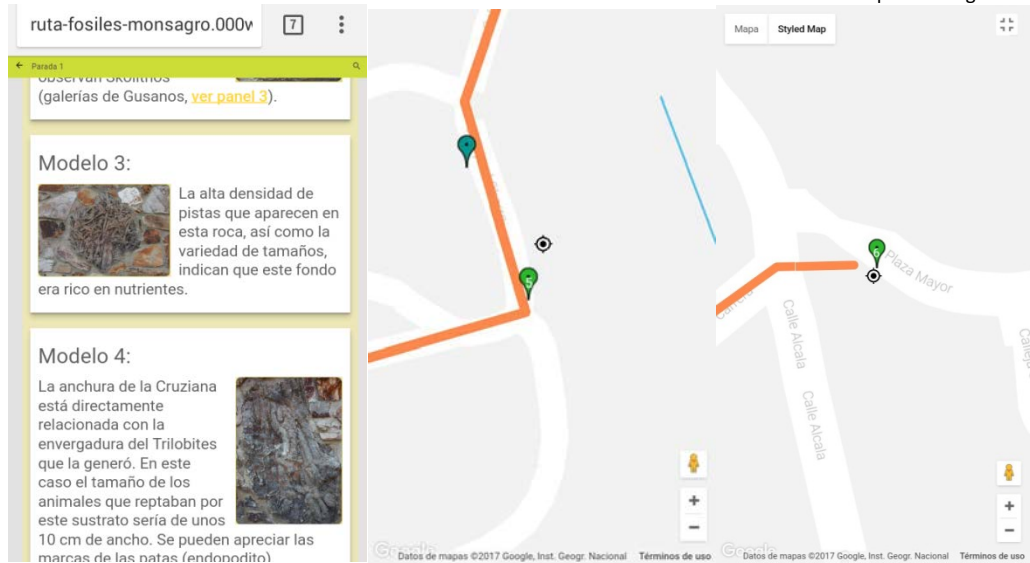 ruta-fosiles-monsagro.000w
7
Parada 1
observan Skolithos
(galerías de Gusanos, ver panel 3).
Modelo 3:
La alta densidad de
pistas que aparecen en
esta roca, así como la
variedad de tamaños,
indican que este fondo
era rico en nutrientes.
Modelo 4:
La anchura de la Cruziana
está directamente
relacionada con la
envergadura del Trilobites
que la generó. En este
caso el tamaño de los
animales que reptaban por
este sustrato sería de unos
10 cm de ancho. Se pueden apreciar las
marcas de las patas (endopodito)
5
Google
Datos de mapas ©2017 Google, Inst. Geogr. Nacional Términos de uso
Mapa Styled Map
6
Plaza Mayor
Carrera
Calle Alcala
Calle Alcala
Calleja
Google
Datos de mapas ©2017 Google, Inst. Geogr. Nacional Términos de uso